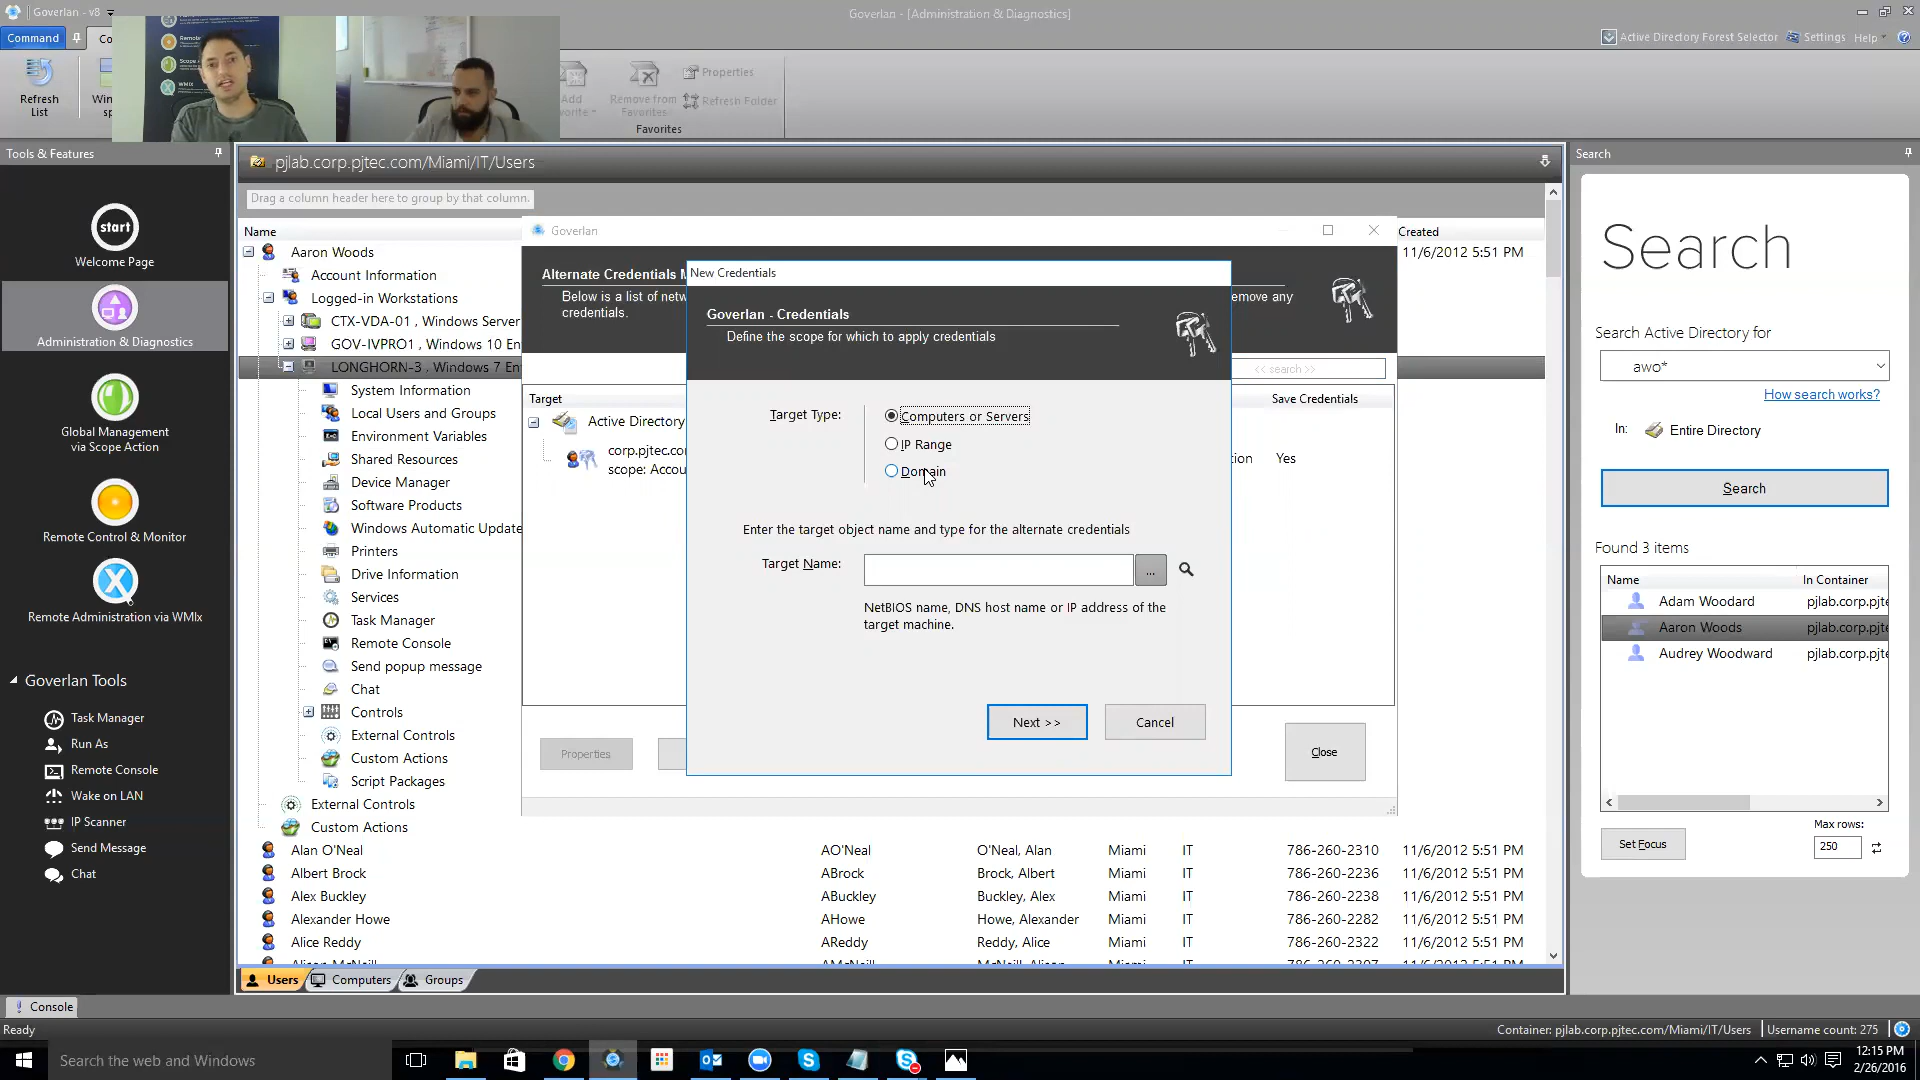 Goverlan - v8
Goverlan - [Administration & Diagnostics]
Command
Active Directory Forest Selector
Settings
Help
Refresh List
Properties
Remove from Favorites
Refresh Folder
Favorites
Tools & Features
pjlab.corp.pjtec.com/Miami/IT/Users
Search
Drag a column header here to group by that column.
Name
Created
start
Welcome Page
Administration & Diagnostics
Global Management
via Scope Action
Remote Control & Monitor
Remote Administration via WMIx
Goverlan Tools
Task Manager
Run As
Remote Console
Wake on LAN
IP Scanner
Send Message
Chat
Aaron Woods
11/6/2012 5:51 PM
Account Information
Logged-in Workstations
CTX-VDA-01 , Windows Server
GOV-IVPRO1 , Windows 10 En
LONGHORN-3 , Windows 7 En
System Information
Local Users and Groups
Environment Variables
Shared Resources
Device Manager
Software Products
Windows Automatic Update
Printers
Drive Information
Services
Task Manager
Remote Console
Send popup message
Chat
Controls
External Controls
Custom Actions
Script Packages
External Controls
Custom Actions
Alan O'Neal AO'Neal O'Neal, Alan Miami IT 786-260-2310 11/6/2012 5:51 PM
Albert Brock ABrock Brock, Albert Miami IT 786-260-2236 11/6/2012 5:51 PM
Alex Buckley ABuckley Buckley, Alex Miami IT 786-260-2238 11/6/2012 5:51 PM
Alexander Howe AHowe Howe, Alexander Miami IT 786-260-2282 11/6/2012 5:51 PM
Alice Reddy AReddy Reddy, Alice Miami IT 786-260-2322 11/6/2012 5:51 PM
Users Computers Groups
Goverlan
Alternate Credentials M
Below is a list of netw
credentials.
emove any
<< search >>
Target
Save Credentials
Active Directory
corp.pjtec.co
scope: Accou
tion
Yes
Properties
Close
New Credentials
Goverlan - Credentials
Define the scope for which to apply credentials
Target Type:
Computers or Servers
IP Range
Domain
Enter the target object name and type for the alternate credentials
Target Name:
...
NetBIOS name, DNS host name or IP address of the
target machine.
Next >>
Cancel
Search
Search Active Directory for
awo*
How search works?
In:
Entire Directory
Search
Found 3 items
Name In Container
Adam Woodard pjlab.corp.pjte
Aaron Woods pjlab.corp.pjte
Audrey Woodward pjlab.corp.pjte
Max rows:
Set Focus
250
Console
Ready
Container: pjlab.corp.pjtec.com/Miami/IT/Users
Username count: 275
Search the web and Windows
12:15 PM
2/26/2016